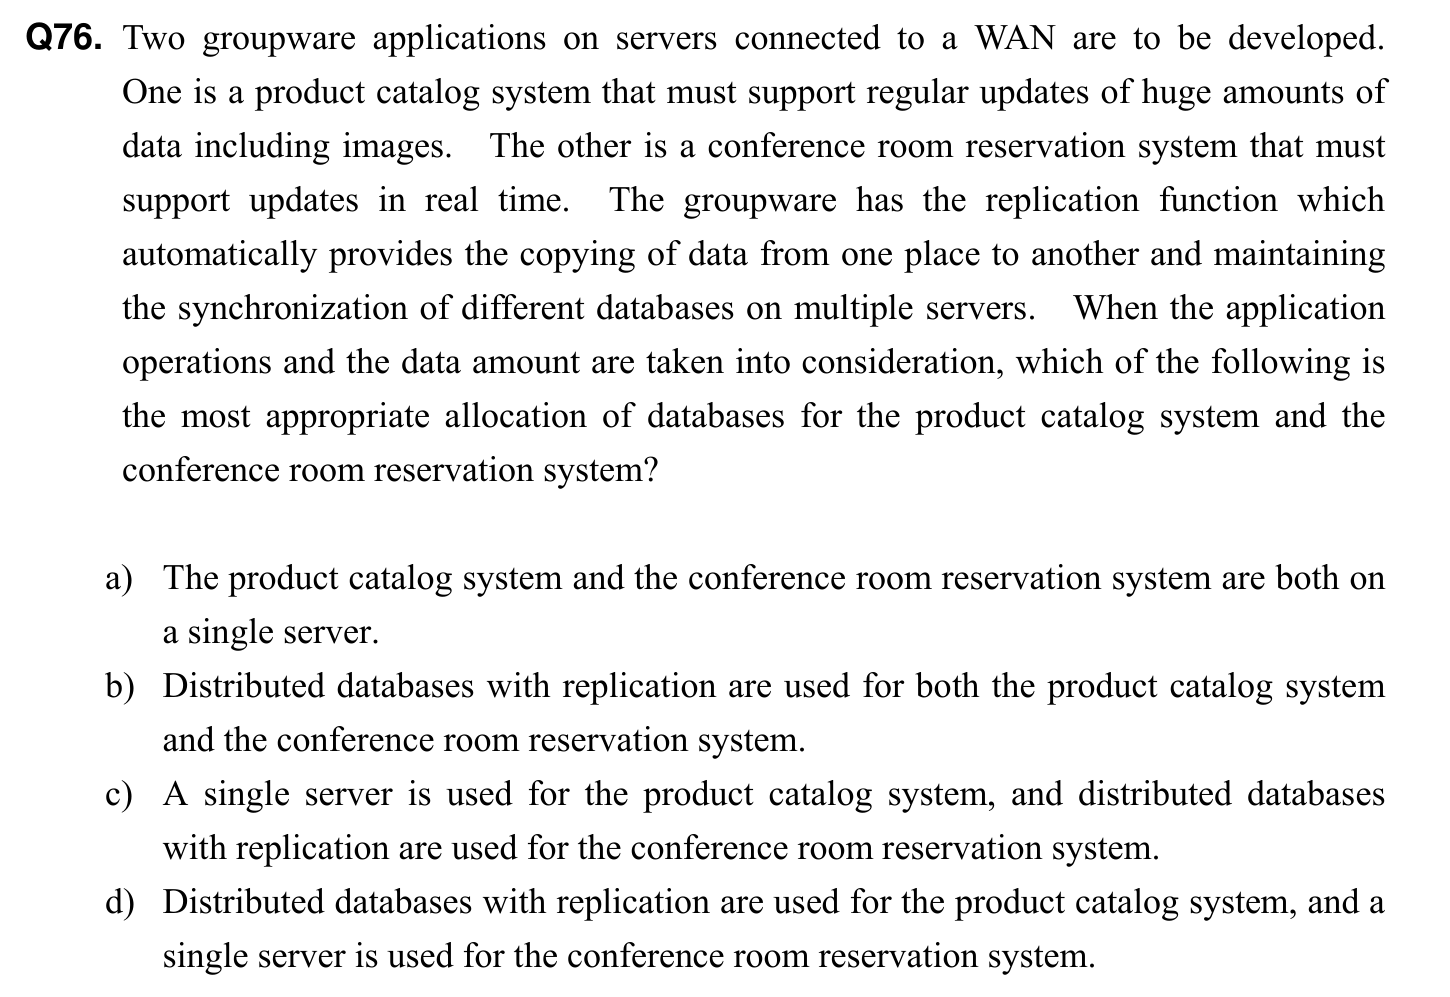 Q76. Two groupware applications on servers connected to a WAN are to be developed.
One is a product catalog system that must support regular updates of huge amounts of
data including images. The other is a conference room reservation system that must
support updates in real time. The groupware has the replication function which
automatically provides the copying of data from one place to another and maintaining
the synchronization of different databases on multiple servers. When the application
operations and the data amount are taken into consideration, which of the following is
the most appropriate allocation of databases for the product catalog system and the
conference room reservation system?
a) The product catalog system and the conference room reservation system are both on
a single server.
b) Distributed databases with replication are used for both the product catalog system
and the conference room reservation system.
c) A single server is used for the product catalog system, and distributed databases
with replication are used for the conference room reservation system.
d) Distributed databases with replication are used for the product catalog system, and a
single server is used for the conference room reservation system.